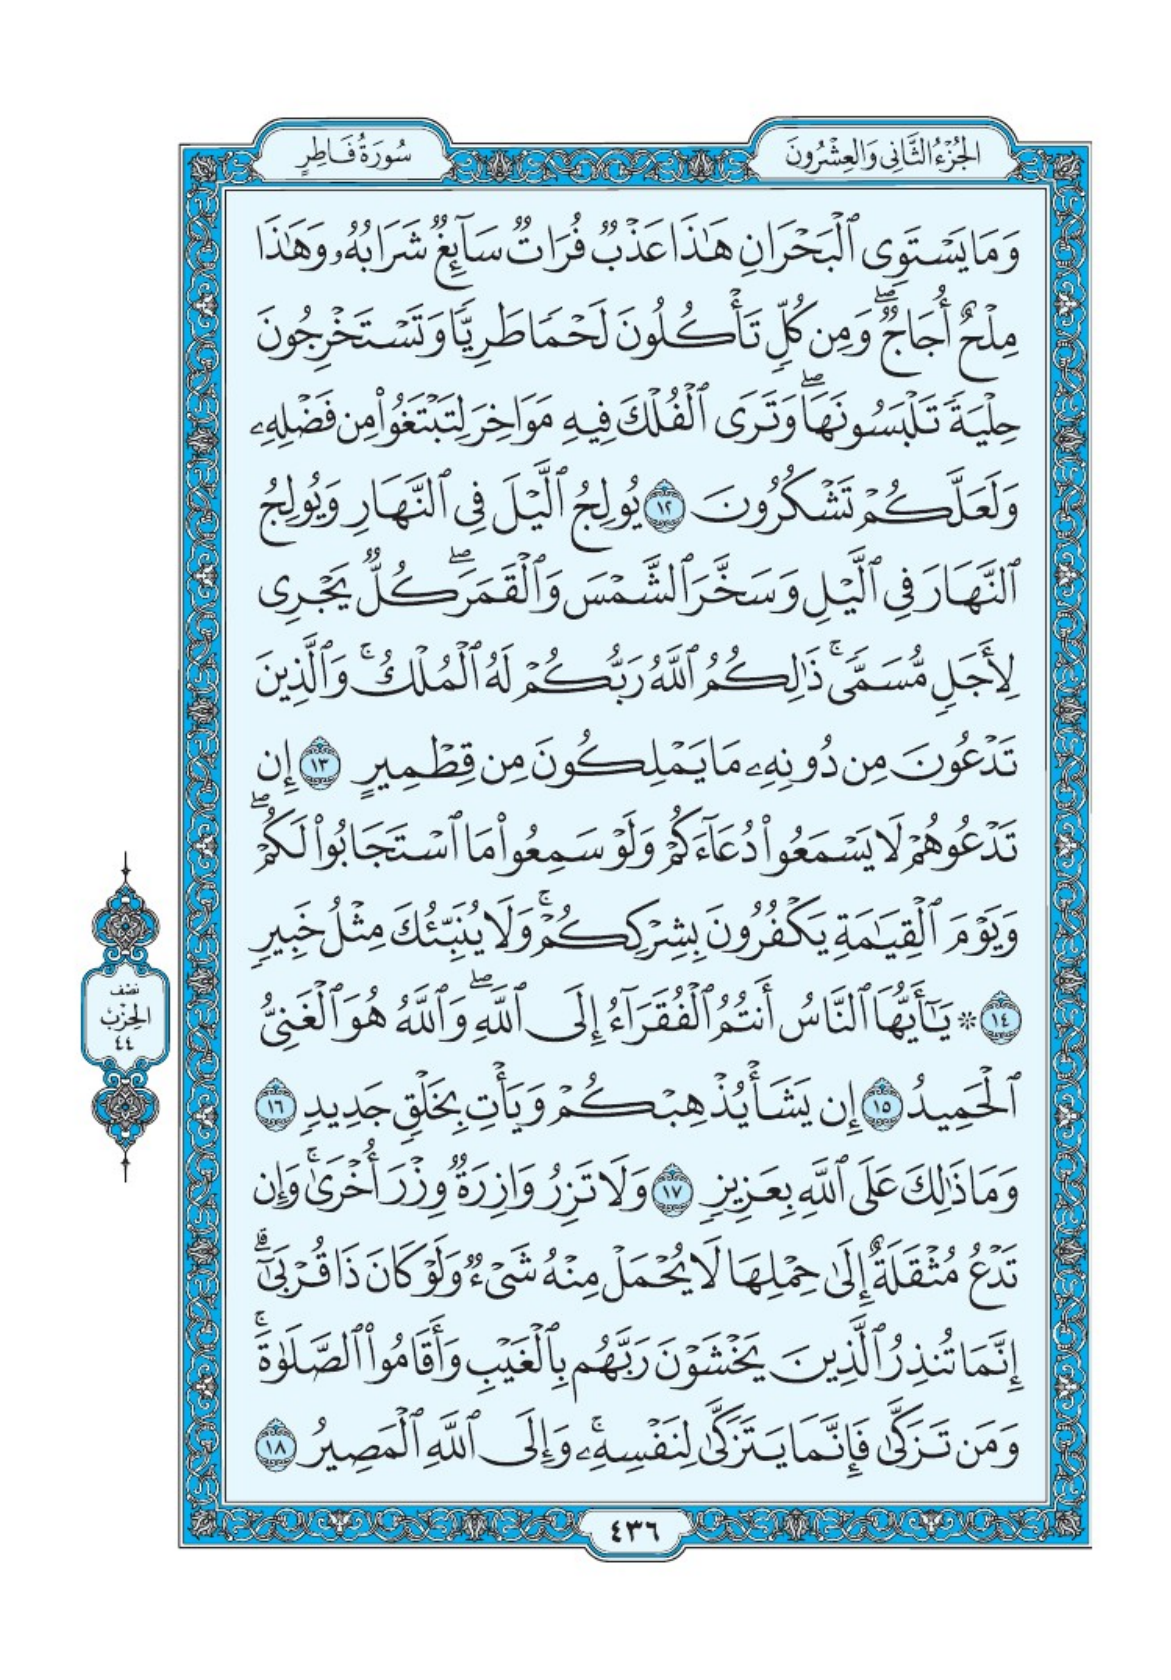 الجُزْءُ الثَّانِي وَالعِشْرُونَ
سُورَةُ فَاطِرٍ
وَمَا يَسْتَوِي ٱلْبَحْرَانِ هَٰذَا عَذْبٌ فُرَاتٌ سَآئِغٌ شَرَابُهُۥ وَهَٰذَا
مِلْحٌ أُجَاجٌ ۖ وَمِن كُلٍّ تَأْكُلُونَ لَحْمًا طَرِيًّا وَتَسْتَخْرِجُونَ
حِلْيَةً تَلْبَسُونَهَا ۖ وَتَرَى ٱلْفُلْكَ فِيهِ مَوَاخِرَ لِتَبْتَغُوا۟ مِن فَضْلِهِۦ
وَلَعَلَّكُمْ تَشْكُرُونَ ١٢ يُولِجُ ٱلَّيْلَ فِي ٱلنَّهَارِ وَيُولِجُ
ٱلنَّهَارَ فِي ٱلَّيْلِ وَسَخَّرَ ٱلشَّمْسَ وَٱلْقَمَرَ ۖ كُلٌّ يَجْرِي
لِأَجَلٍ مُّسَمًّى ۚ ذَٰلِكُمُ ٱللَّهُ رَبُّكُمْ لَهُ ٱلْمُلْكُ ۚ وَٱلَّذِينَ
تَدْعُونَ مِن دُونِهِۦ مَا يَمْلِكُونَ مِن قِطْمِيرٍ ١٣ إِن
تَدْعُوهُمْ لَا يَسْمَعُوا۟ دُعَآءَكُمْ وَلَوْ سَمِعُوا۟ مَا ٱسْتَجَابُوا۟ لَكُمْ ۖ
وَيَوْمَ ٱلْقِيَٰمَةِ يَكْفُرُونَ بِشِرْكِكُمْ ۚ وَلَا يُنَبِّئُكَ مِثْلُ خَبِيرٍ
١٤ * يَٰٓأَيُّهَا ٱلنَّاسُ أَنتُمُ ٱلْفُقَرَآءُ إِلَى ٱللَّهِ ۖ وَٱللَّهُ هُوَ ٱلْغَنِيُّ
ٱلْحَمِيدُ ١٥ إِن يَشَأْ يُذْهِبْكُمْ وَيَأْتِ بِخَلْقٍ جَدِيدٍ ١٦
وَمَا ذَٰلِكَ عَلَى ٱللَّهِ بِعَزِيزٍ ١٧ وَلَا تَزِرُ وَازِرَةٌ وِزْرَ أُخْرَىٰ ۚ وَإِن
تَدْعُ مُثْقَلَةٌ إِلَىٰ حِمْلِهَا لَا يُحْمَلْ مِنْهُ شَيْءٌ وَلَوْ كَانَ ذَا قُرْبَىٰٓ ۗ
إِنَّمَا تُنذِرُ ٱلَّذِينَ يَخْشَوْنَ رَبَّهُم بِٱلْغَيْبِ وَأَقَامُوا۟ ٱلصَّلَوٰةَ ۚ
وَمَن تَزَكَّىٰ فَإِنَّمَا يَتَزَكَّىٰ لِنَفْسِهِۦ ۚ وَإِلَى ٱللَّهِ ٱلْمَصِيرُ ١٨
نصْف
الحِزْب
٤٤
٤٣٦